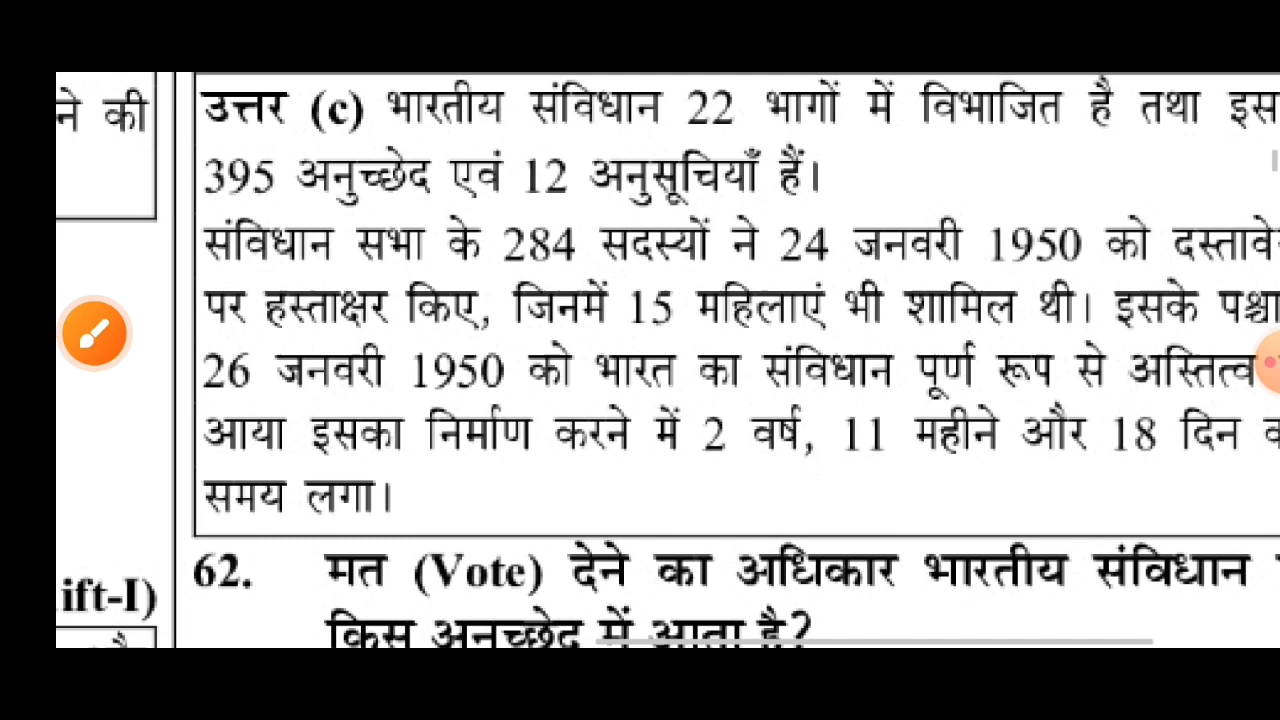 ने की
उत्तर (c) भारतीय संविधान 22 भागों में विभाजित है तथा इस
395 अनुच्छेद एवं 12 अनुसूचियाँ हैं।
संविधान सभा के 284 सदस्यों ने 24 जनवरी 1950 को
पर हस्ताक्षर किए, जिनमें 15 महिलाएं भी शामिल थी। इसके
26 जनवरी 1950 को भारत का संविधान पूर्ण रूप से अस्तित्व
आया इसका निर्माण करने में 2 वर्ष, 11 महीने और 18 दिन
समय लगा।
ift-I)
62. मत (Vote) देने का अधिकार भारतीय संविधान
किस अनुच्छेद में आता है?